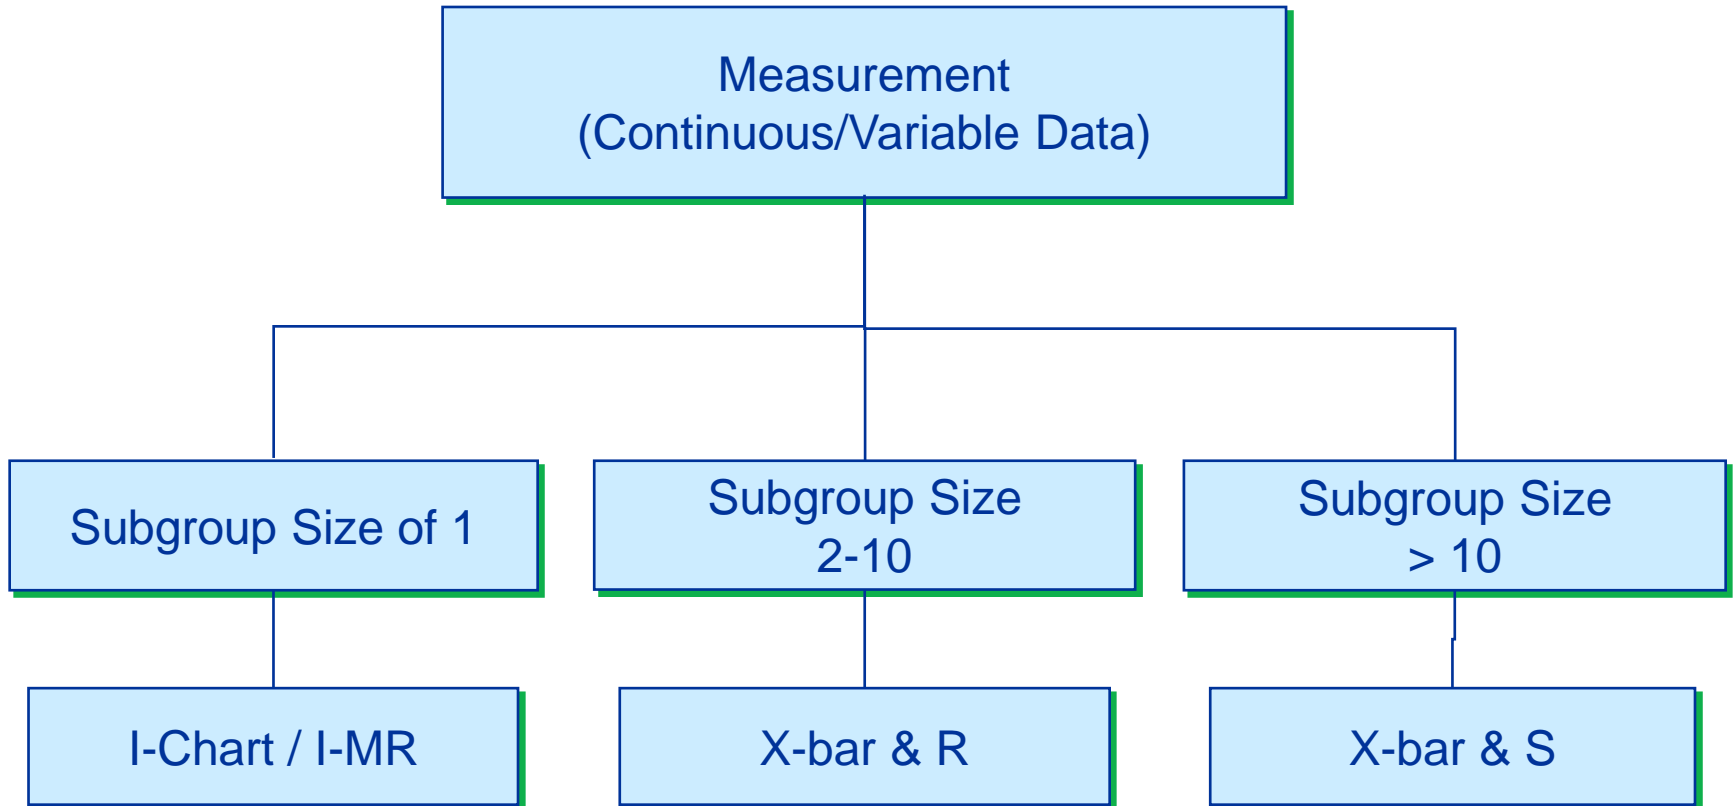 Measurement
(Continuous/Variable Data)
Subgroup Size of 1
Subgroup Size
2-10
Subgroup Size
> 10
I-Chart / I-MR
X-bar & R
X-bar & S